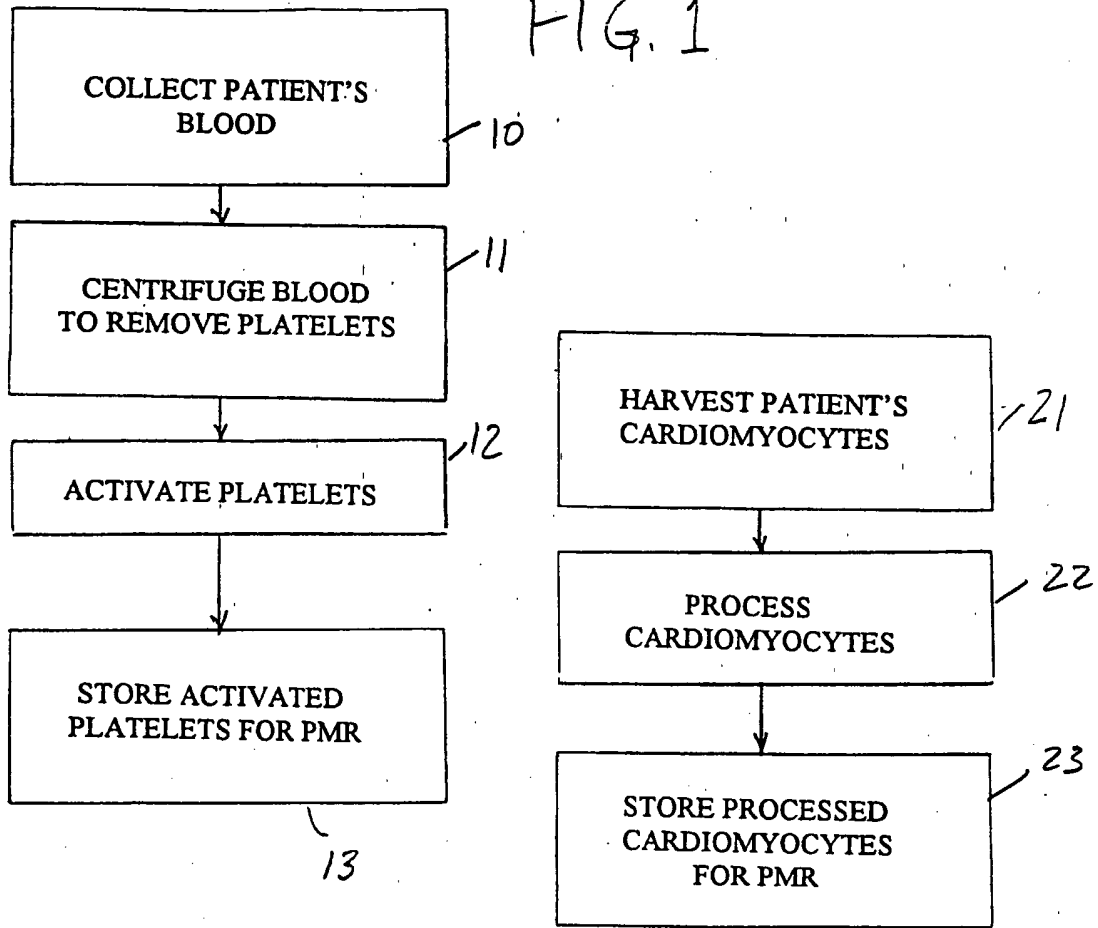 FIG. 1
COLLECT PATIENT'S
BLOOD
10
CENTRIFUGE BLOOD
TO REMOVE PLATELETS
11
ACTIVATE PLATELETS
12
STORE ACTIVATED
PLATELETS FOR PMR
13
HARVEST PATIENT'S
CARDIOMYOCYTES
21
PROCESS
CARDIOMYOCYTES
22
STORE PROCESSED
CARDIOMYOCYTES
FOR PMR
23